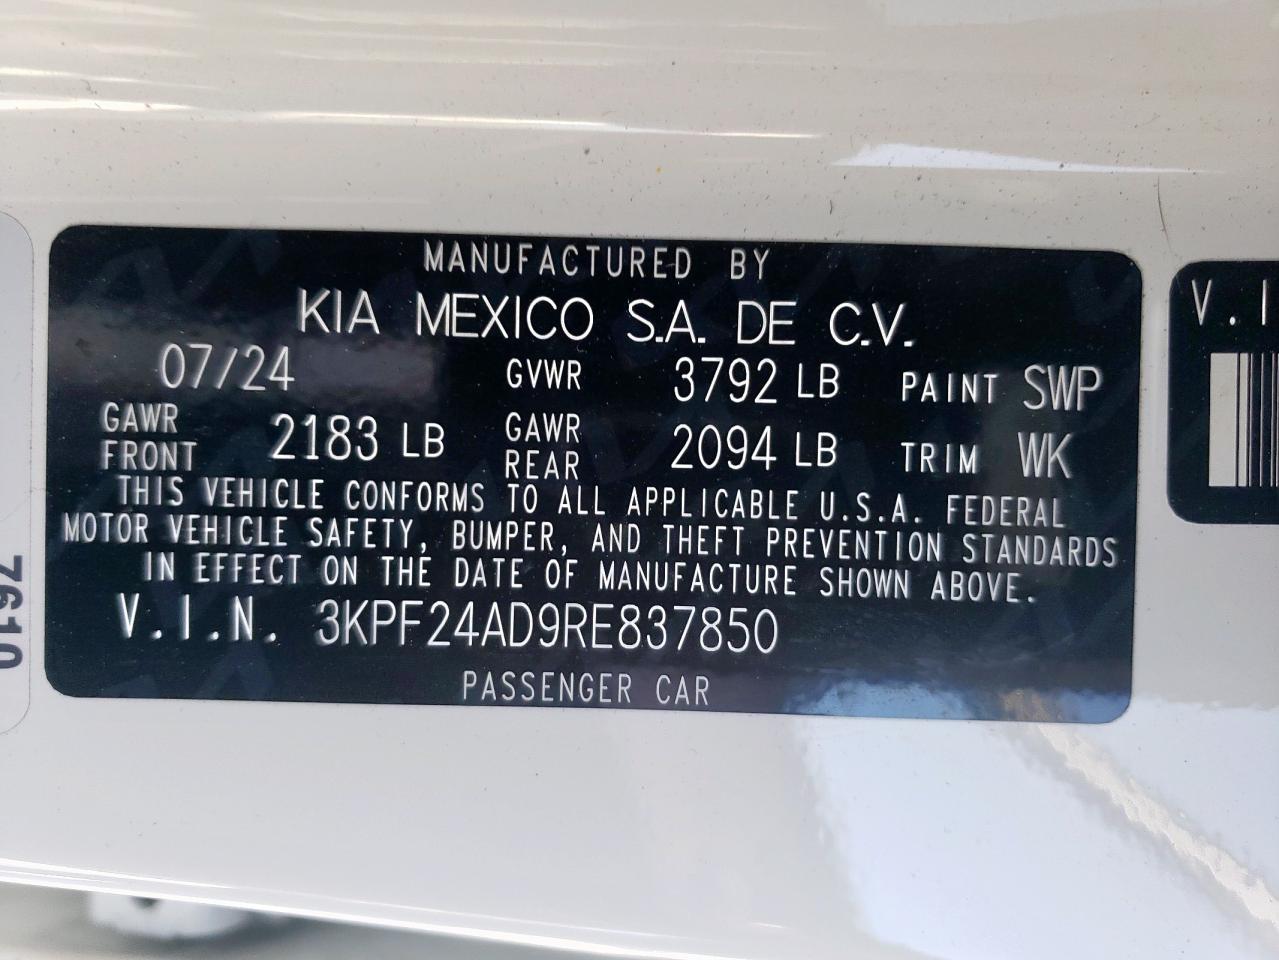 MANUFACTURED BY
KIA MEXICO S.A. DE C.V.
07/24 GVWR 3792 LB PAINT SWP
GAWR FRONT 2183 LB GAWR REAR 2094 LB TRIM WK
THIS VEHICLE CONFORMS TO ALL APPLICABLE U.S.A. FEDERAL
MOTOR VEHICLE SAFETY, BUMPER, AND THEFT PREVENTION STANDARDS
IN EFFECT ON THE DATE OF MANUFACTURE SHOWN ABOVE.
V.I.N. 3KPF24AD9RE837850
PASSENGER CAR
V.I